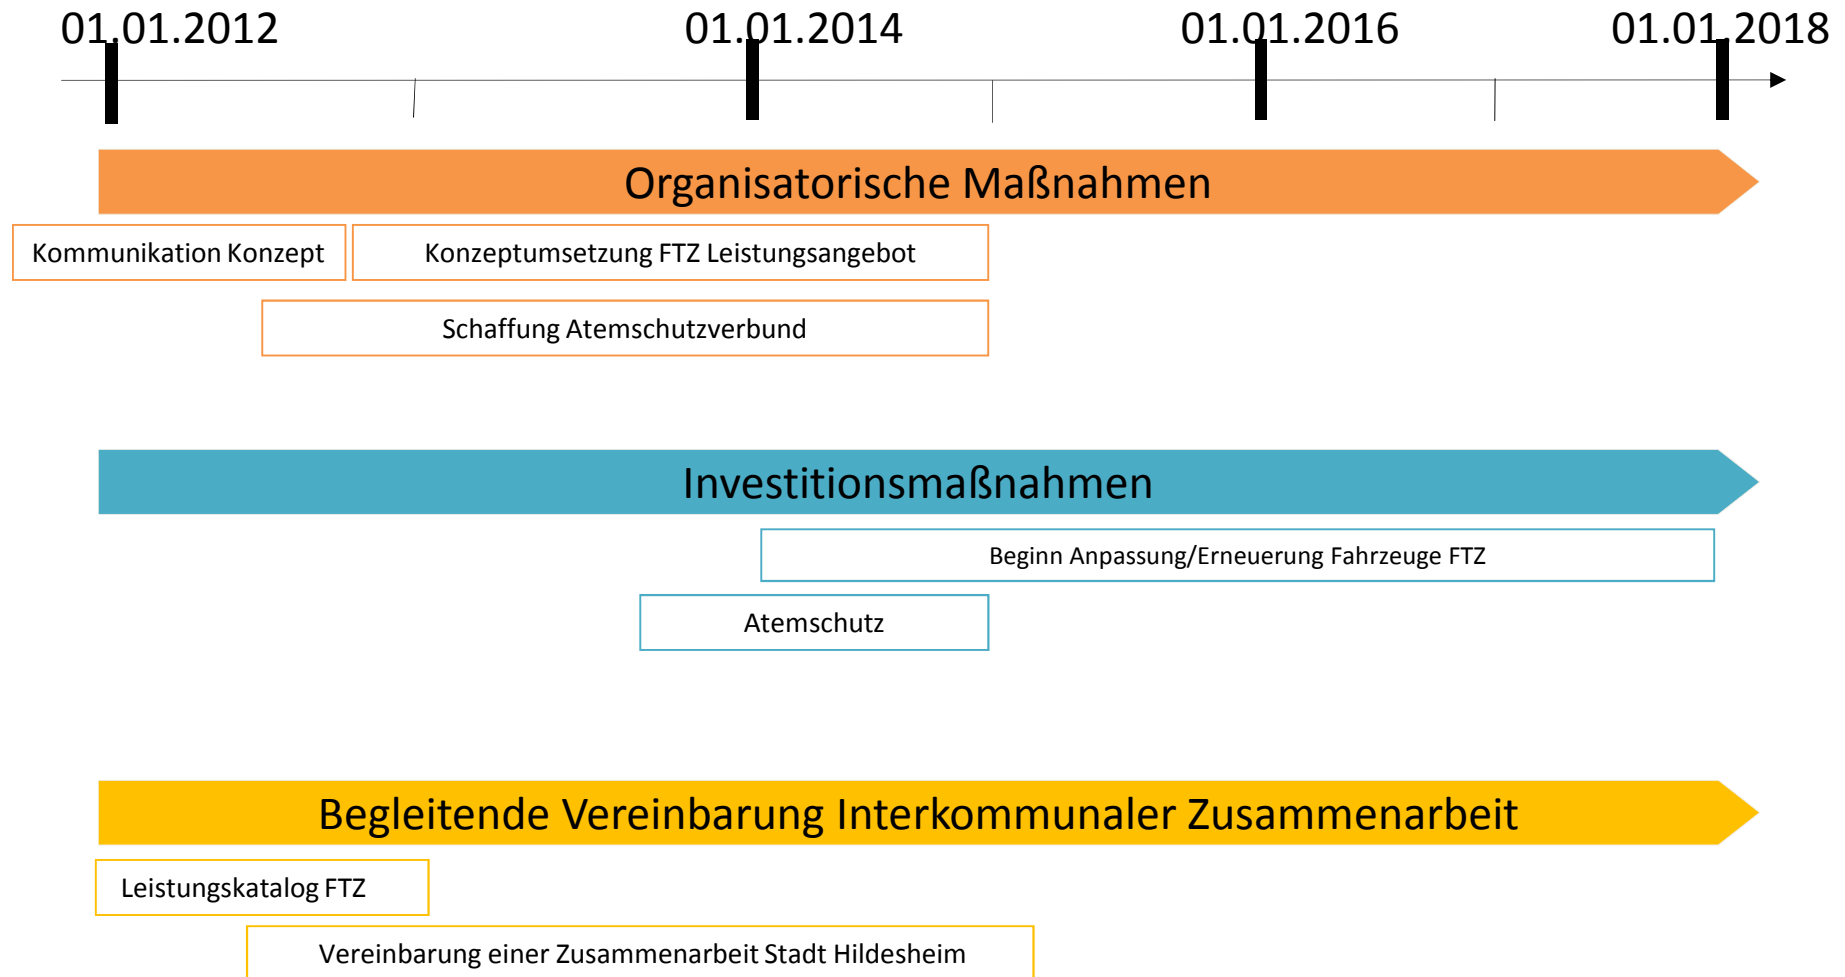 01.01.2012
01.01.2014
01.01.2016
01.01.2018
Organisatorische Maßnahmen
Kommunikation Konzept
Konzeptumsetzung FTZ Leistungsangebot
Schaffung Atemschutzverbund
Investitionsmaßnahmen
Beginn Anpassung/Erneuerung Fahrzeuge FTZ
Atemschutz
Begleitende Vereinbarung Interkommunaler Zusammenarbeit
Leistungskatalog FTZ
Vereinbarung einer Zusammenarbeit Stadt Hildesheim